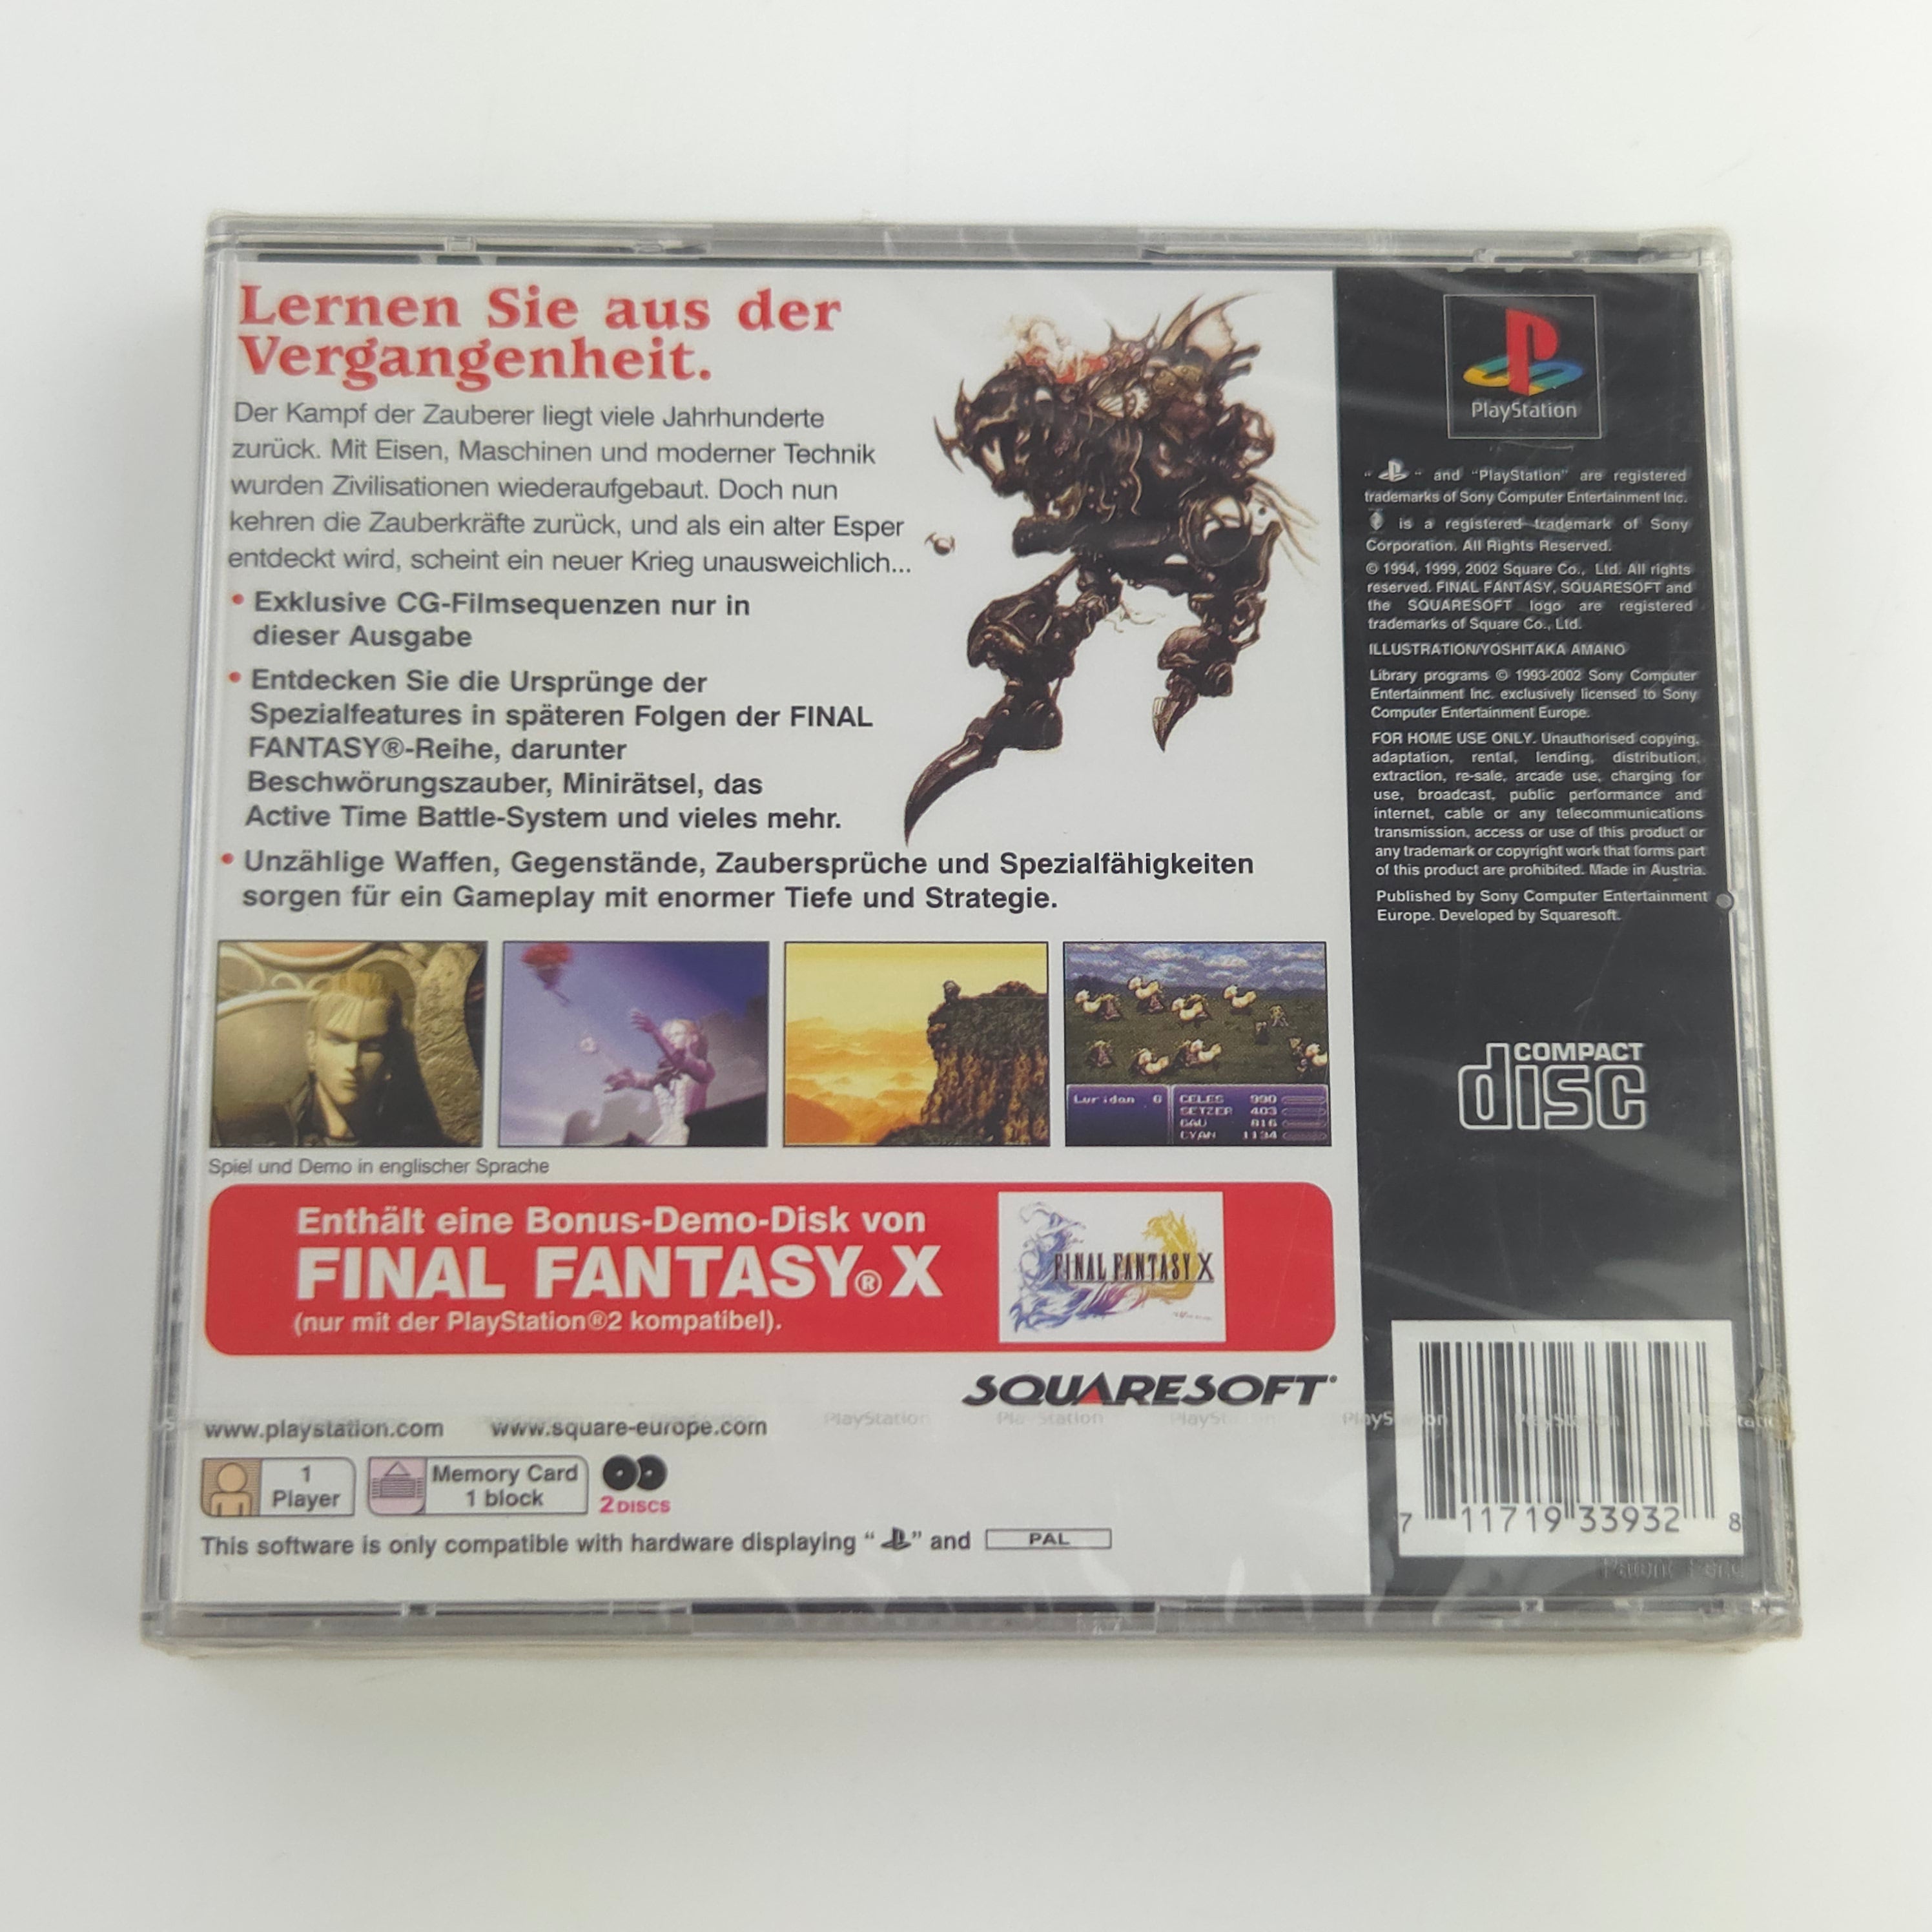 Lernen Sie aus der
Vergangenheit.
Der Kampf der Zauberer liegt viele Jahrhunderte
zurück. Mit Eisen, Maschinen und moderner Technik
wurden Zivilisationen wiederaufgebaut. Doch nun
kehren die Zauberkräfte zurück, und als ein alter Esper
entdeckt wird, scheint ein neuer Krieg unausweichlich...
• Exklusive CG-Filmsequenzen nur in
dieser Ausgabe
• Entdecken Sie die Ursprünge der
Spezialfeatures in späteren Folgen der FINAL
FANTASY®-Reihe, darunter
Beschwörungszauber, Minirätsel, das
Active Time Battle-System und vieles mehr.
• Unzählige Waffen, Gegenstände, Zaubersprüche und Spezialfähigkeiten
sorgen für ein Gameplay mit enormer Tiefe und Strategie.
Luridan 6
CELES 990
SETZER 403
GAU 816
CYAN 1134
Spiel und Demo in englischer Sprache
Enthält eine Bonus-Demo-Disk von
FINAL FANTASY® X
(nur mit der PlayStation®2 kompatibel).
FINAL FANTASY X
SQUARESOFT
www.playstation.com www.square-europe.com
PlayStation PlayStation
1
Player
Memory Card
1 block
2 DISCS
This software is only compatible with hardware displaying “ ” and PAL
PlayStation
“ ” and “PlayStation” are registered
trademarks of Sony Computer Entertainment Inc.
is a registered trademark of Sony
Corporation. All Rights Reserved.
© 1994, 1999, 2002 Square Co., Ltd. All rights
reserved. FINAL FANTASY, SQUARESOFT and
the SQUARESOFT logo are registered
trademarks of Square Co., Ltd.
ILLUSTRATION/YOSHITAKA AMANO
Library programs © 1993-2002 Sony Computer
Entertainment Inc. exclusively licensed to Sony
Computer Entertainment Europe.
FOR HOME USE ONLY. Unauthorised copying,
adaptation, rental, lending, distribution,
extraction, re-sale, arcade use, charging for
use, broadcast, public performance and
internet, cable or any telecommunications
transmission, access or use of this product or
any trademark or copyright work that forms part
of this product are prohibited. Made in Austria.
Published by Sony Computer Entertainment
Europe. Developed by Squaresoft.
COMPACT
disc
7 11719 33932 8